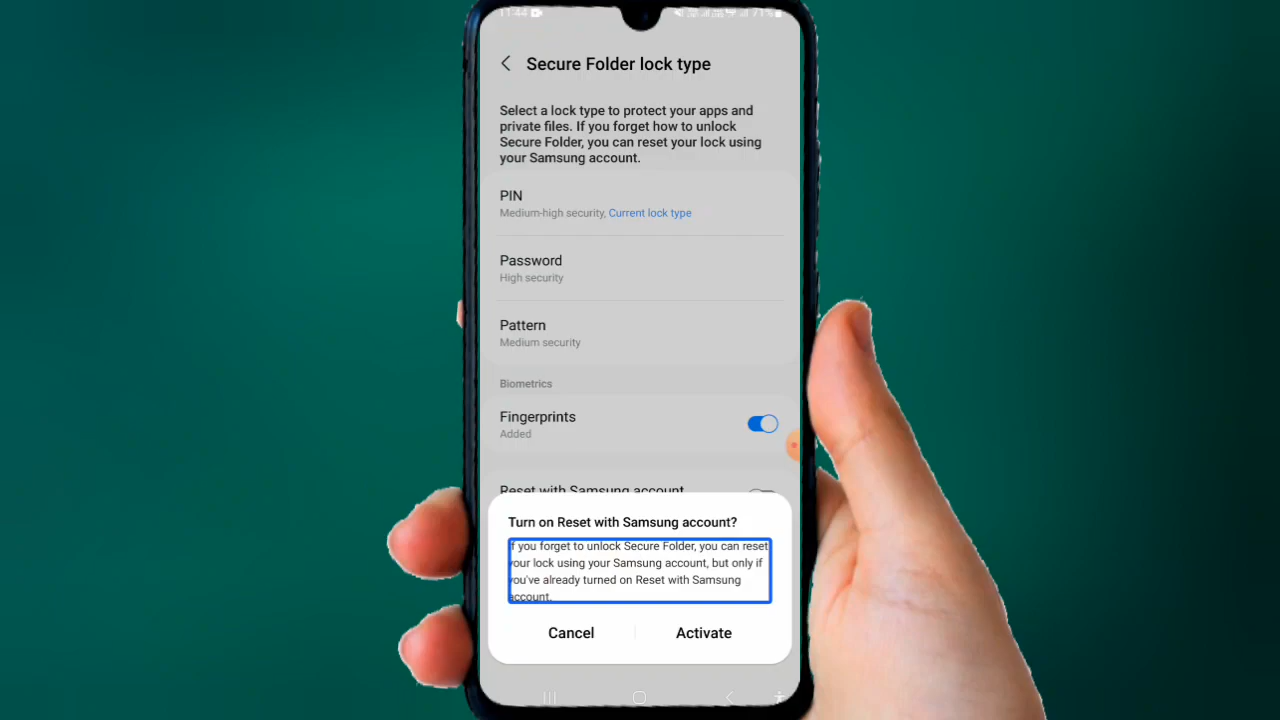 11:44
71%
Secure Folder lock type
Select a lock type to protect your apps and
private files. If you forget how to unlock
Secure Folder, you can reset your lock using
your Samsung account.
PIN
Medium-high security, Current lock type
Password
High security
Pattern
Medium security
Biometrics
Fingerprints
Added
Reset with Samsung account
Turn on Reset with Samsung account?
If you forget to unlock Secure Folder, you can reset
your lock using your Samsung account, but only if
you've already turned on Reset with Samsung
account.
Cancel
Activate